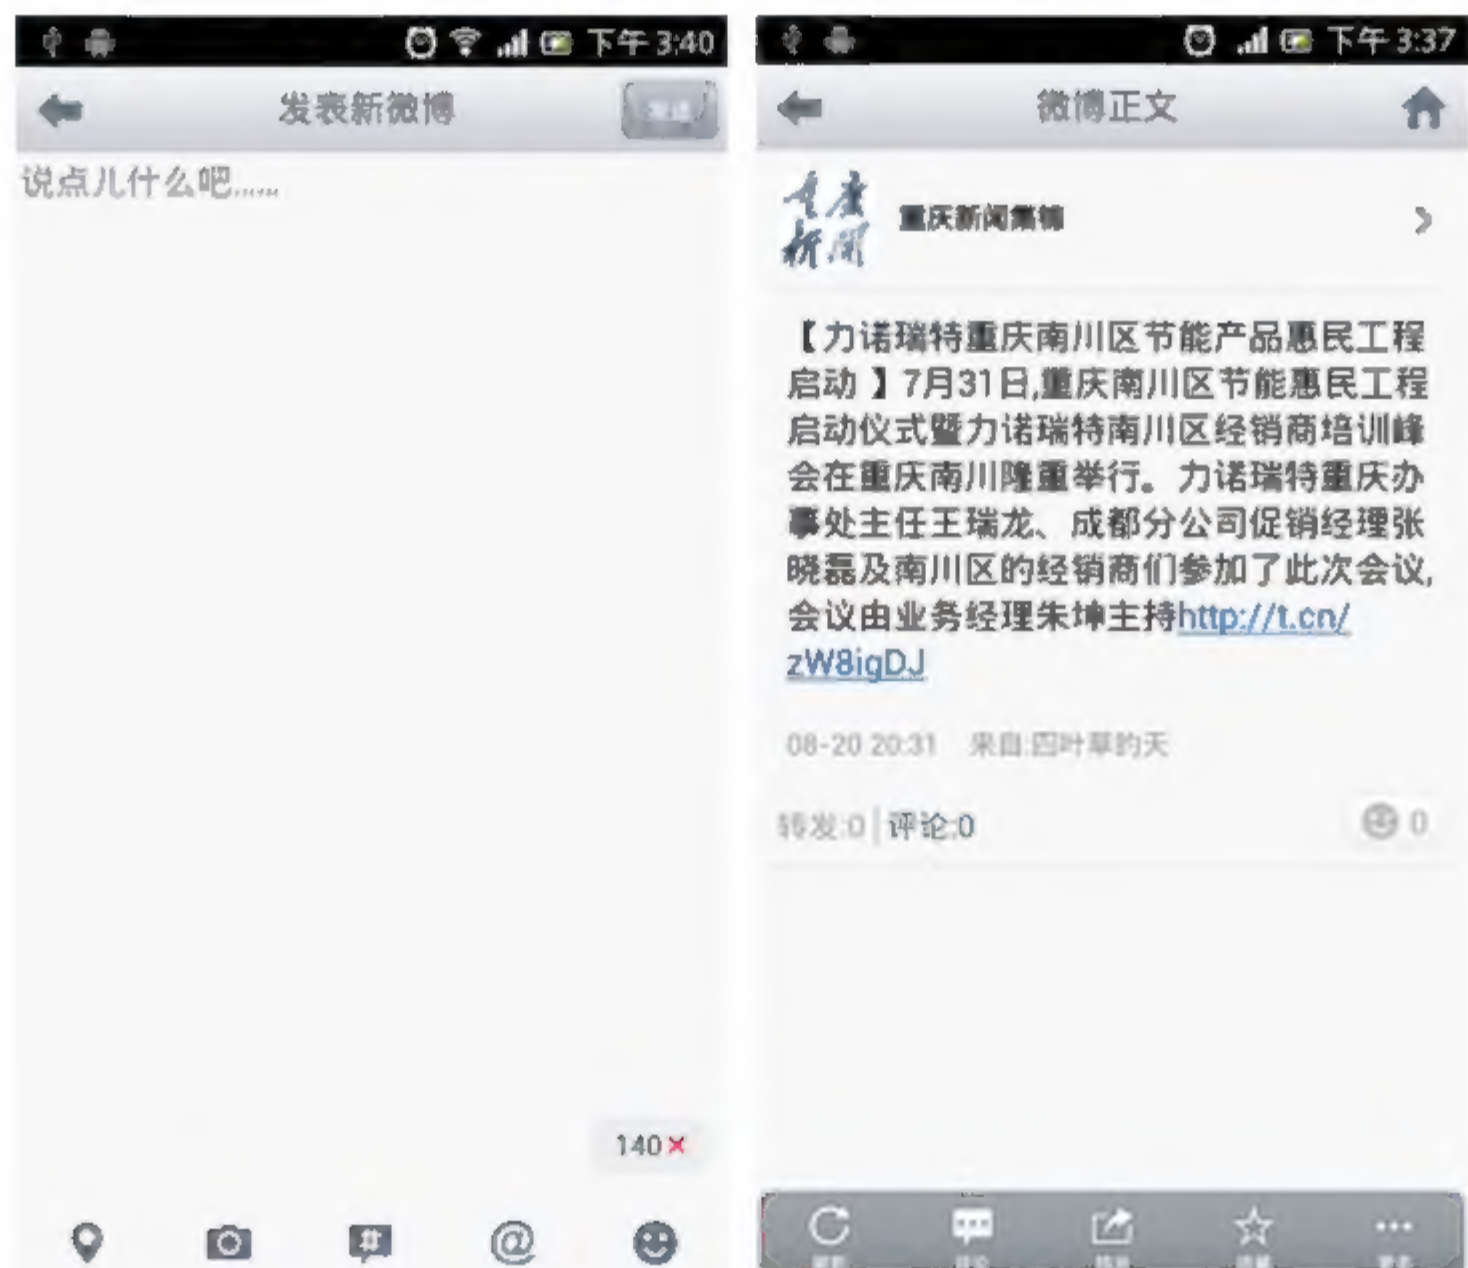 下午 3:40
发表新微博
说点儿什么吧......
140
下午 3:37
微博正文
重庆新闻
重庆新闻集锦
【力诺瑞特重庆南川区节能产品惠民工程
启动 】7月31日,重庆南川区节能惠民工程
启动仪式暨力诺瑞特南川区经销商培训峰
会在重庆南川隆重举行。力诺瑞特重庆办
事处主任王瑞龙、成都分公司促销经理张
晓磊及南川区的经销商们参加了此次会议,
会议由业务经理朱坤主持http://t.cn/
zW8igDJ
08-20 20:31 来自:四叶草的天
转发:0 评论:0
0